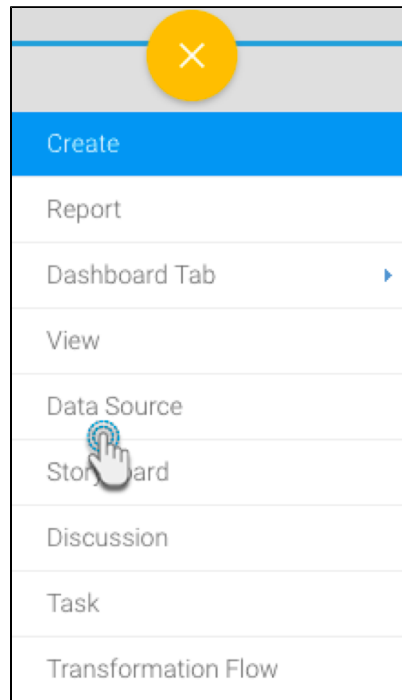 Create
Report
Dashboard Tab
View
Data Source
Discussion
Task
Transformation Flow